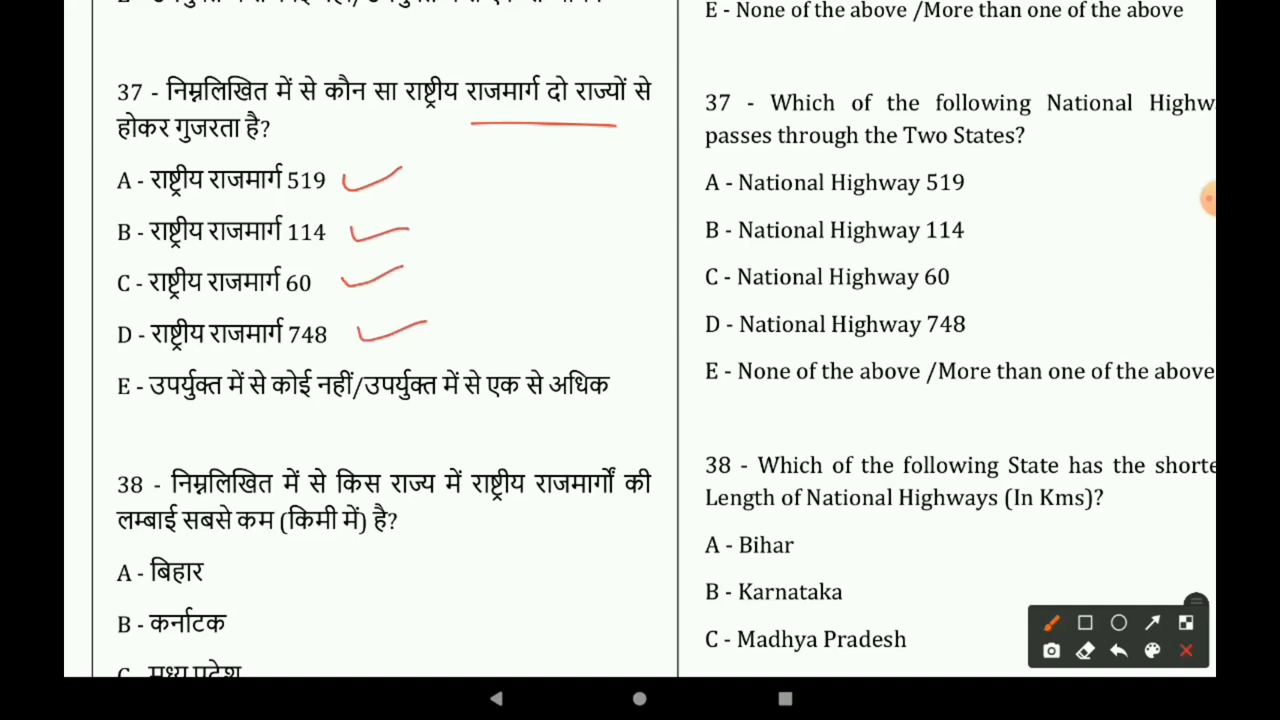 37 - निम्नलिखित में से कौन सा राष्ट्रीय राजमार्ग दो राज्यों से
होकर गुजरता है?
A - राष्ट्रीय राजमार्ग 519
B - राष्ट्रीय राजमार्ग 114
C - राष्ट्रीय राजमार्ग 60
D - राष्ट्रीय राजमार्ग 748
E - उपर्युक्त में से कोई नहीं/उपर्युक्त में से एक से अधिक
38 - निम्नलिखित में से किस राज्य में राष्ट्रीय राजमार्गों की
लम्बाई सबसे कम (किमी में) है?
A - बिहार
B - कर्नाटक
C - मध्य प्रदेश
E - None of the above /More than one of the above
37 - Which of the following National Highw
passes through the Two States?
A - National Highway 519
B - National Highway 114
C - National Highway 60
D - National Highway 748
E - None of the above /More than one of the above
38 - Which of the following State has the shorte
Length of National Highways (In Kms)?
A - Bihar
B - Karnataka
C - Madhya Pradesh